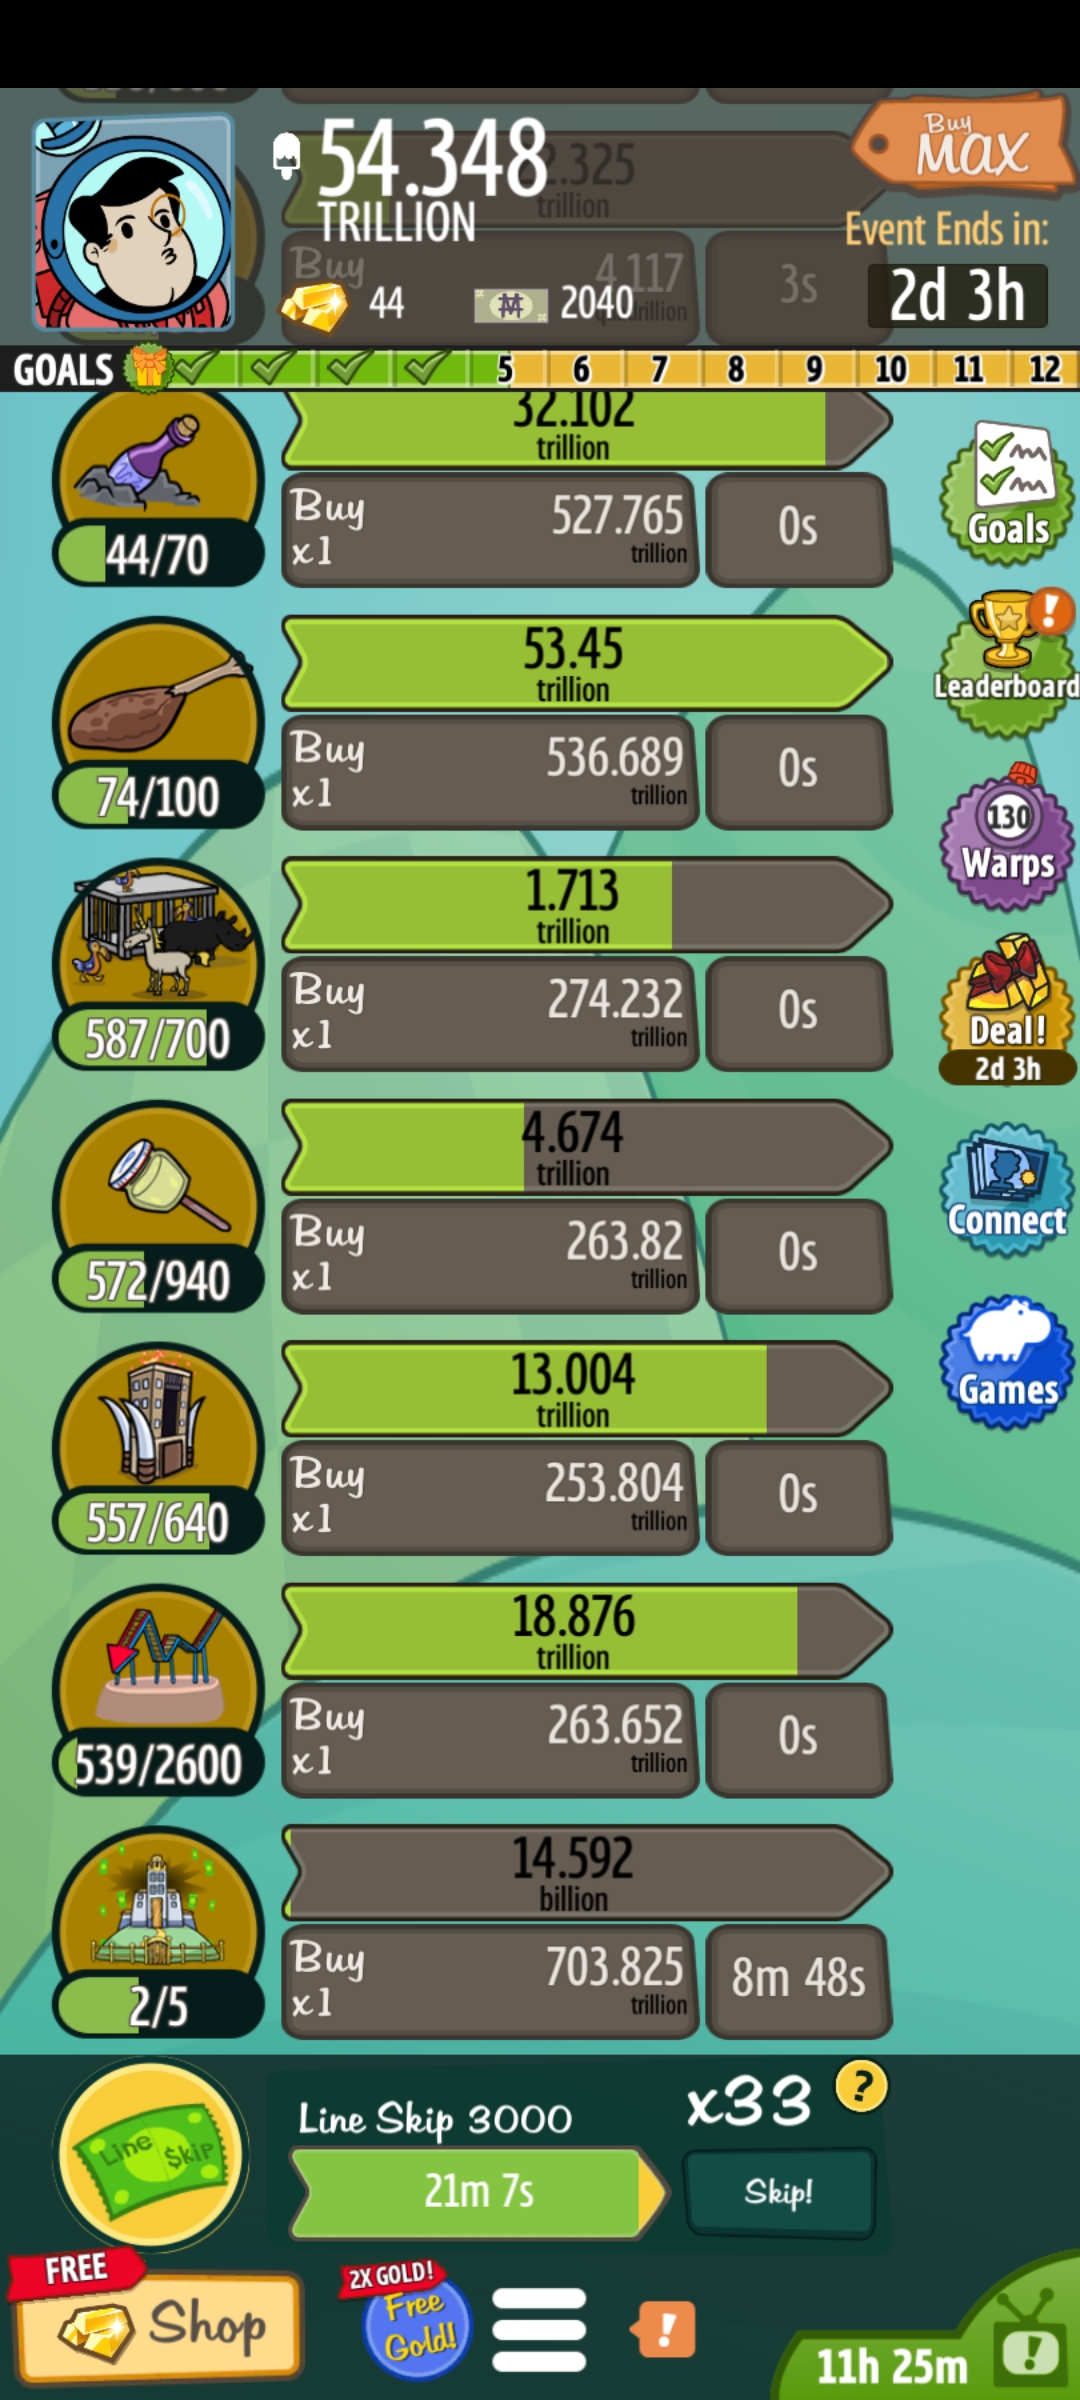 54.348
TRILLION
2.325
trillion
Buy
MAX
Event Ends in:
2d 3h
Buy
4.117
3s
44
2040
GOALS
5
6
7
8
9
10
11
12
32.102
trillion
44/70
Buy
x1
527.765
trillion
0s
Goals
53.45
trillion
74/100
Buy
x1
536.689
trillion
0s
Leaderboard
1.713
trillion
587/700
Buy
x1
274.232
trillion
0s
130
Warps
Deal!
2d 3h
4.674
trillion
572/940
Buy
x1
263.82
trillion
0s
Connect
13.004
trillion
557/640
Buy
x1
253.804
trillion
0s
Games
18.876
trillion
539/2600
Buy
x1
263.652
trillion
0s
14.592
billion
2/5
Buy
x1
703.825
trillion
8m 48s
Line $kip
Line Skip 3000
21m 7s
x33
?
Skip!
FREE
Shop
2X GOLD!
Free
Gold!
!
11h 25m
!